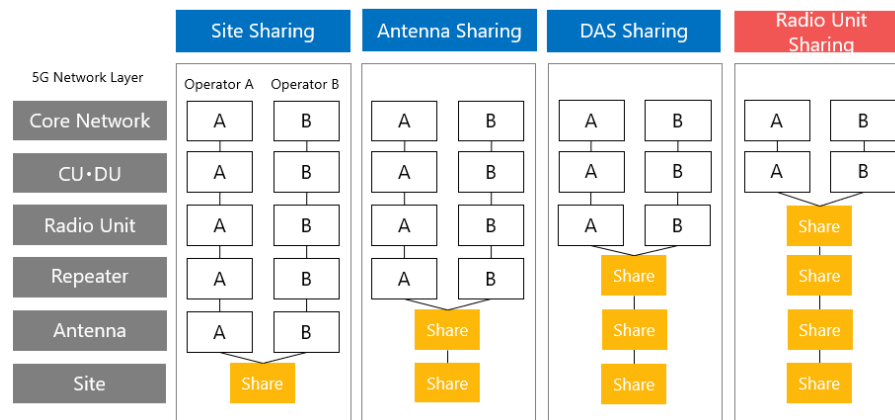 Site Sharing
Antenna Sharing
DAS Sharing
Radio Unit
Sharing
5G Network Layer
Operator A
Operator B
Core Network
A
B
A
B
A
B
A
B
CU・DU
A
B
A
B
A
B
A
B
Radio Unit
A
B
A
B
A
B
Share
Repeater
A
B
A
B
Share
Share
Antenna
A
B
Share
Share
Share
Site
Share
Share
Share
Share